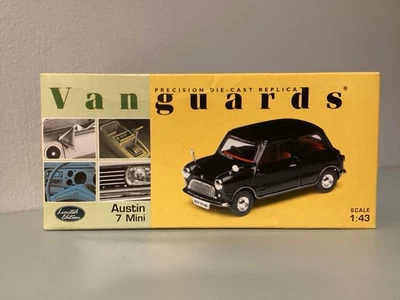 PRECISION DIE-CAST REPLICA
Vanguards®
Limited
Edition
Austin
7 Mini
SCALE
1:43